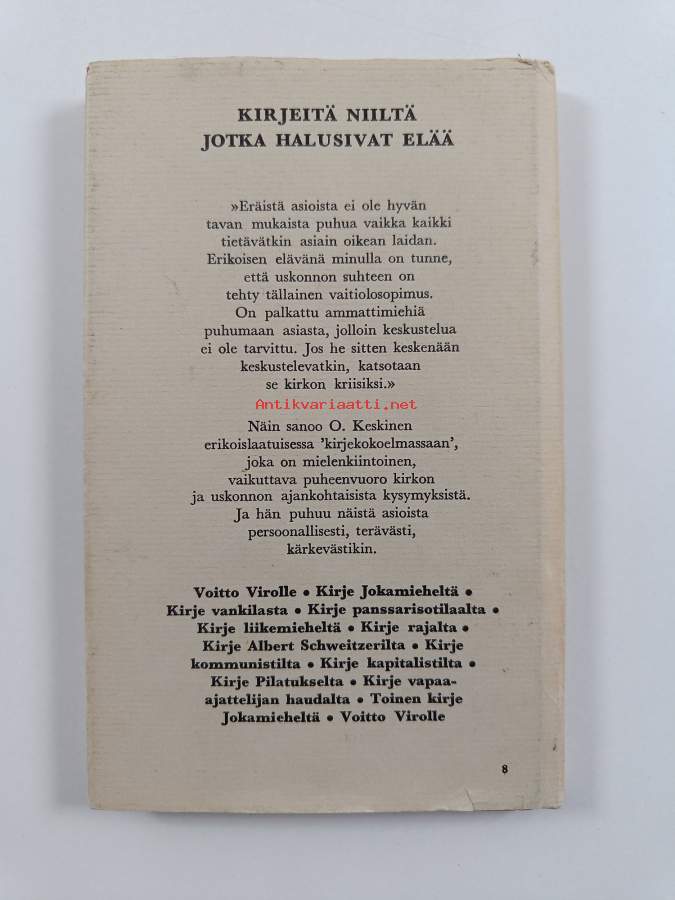 KIRJEITÄ NIILTÄ
JOTKA HALUSIVAT ELÄÄ
»Eräistä asioista ei ole hyvän
tavan mukaista puhua vaikka kaikki
tietävätkin asiain oikean laidan.
Erikoisen elävänä minulla on tunne,
että uskonnon suhteen on
tehty tällainen vaitiolosopimus.
On palkattu ammattimiehiä
puhumaan asiasta, jolloin keskustelua
ei ole tarvittu. Jos he sitten keskenään
keskustelevatkin, katsotaan
se kirkon kriisiksi.»
Antikvariaatti.net
Näin sanoo O. Keskinen
erikoislaatuisessa 'kirjekokoelmassaan',
joka on mielenkiintoinen,
vaikuttava puheenvuoro kirkon
ja uskonnon ajankohtaisista kysymyksistä.
Ja hän puhuu näistä asioista
persoonallisesti, terävästi,
kärkevästikin.
Voitto Virolle • Kirje Jokamieheltä •
Kirje vankilasta • Kirje panssarisotilaalta •
Kirje liikemieheltä • Kirje rajalta •
Kirje Albert Schweitzerilta • Kirje
kommunistilta • Kirje kapitalistilta •
Kirje Pilatukselta • Kirje vapaa-
ajattelijan haudalta • Toinen kirje
Jokamieheltä • Voitto Virolle
8